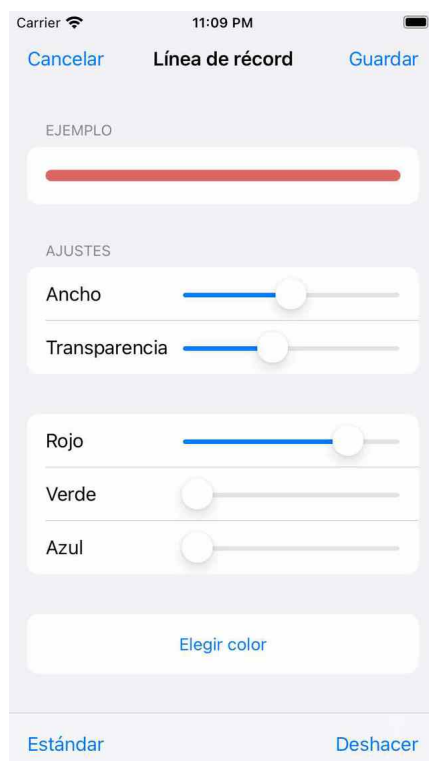 Carrier 11:09 PM
Cancelar Línea de récord Guardar
EJEMPLO
AJUSTES
Ancho
Transparencia
Rojo
Verde
Azul
Elegir color
Estándar Deshacer